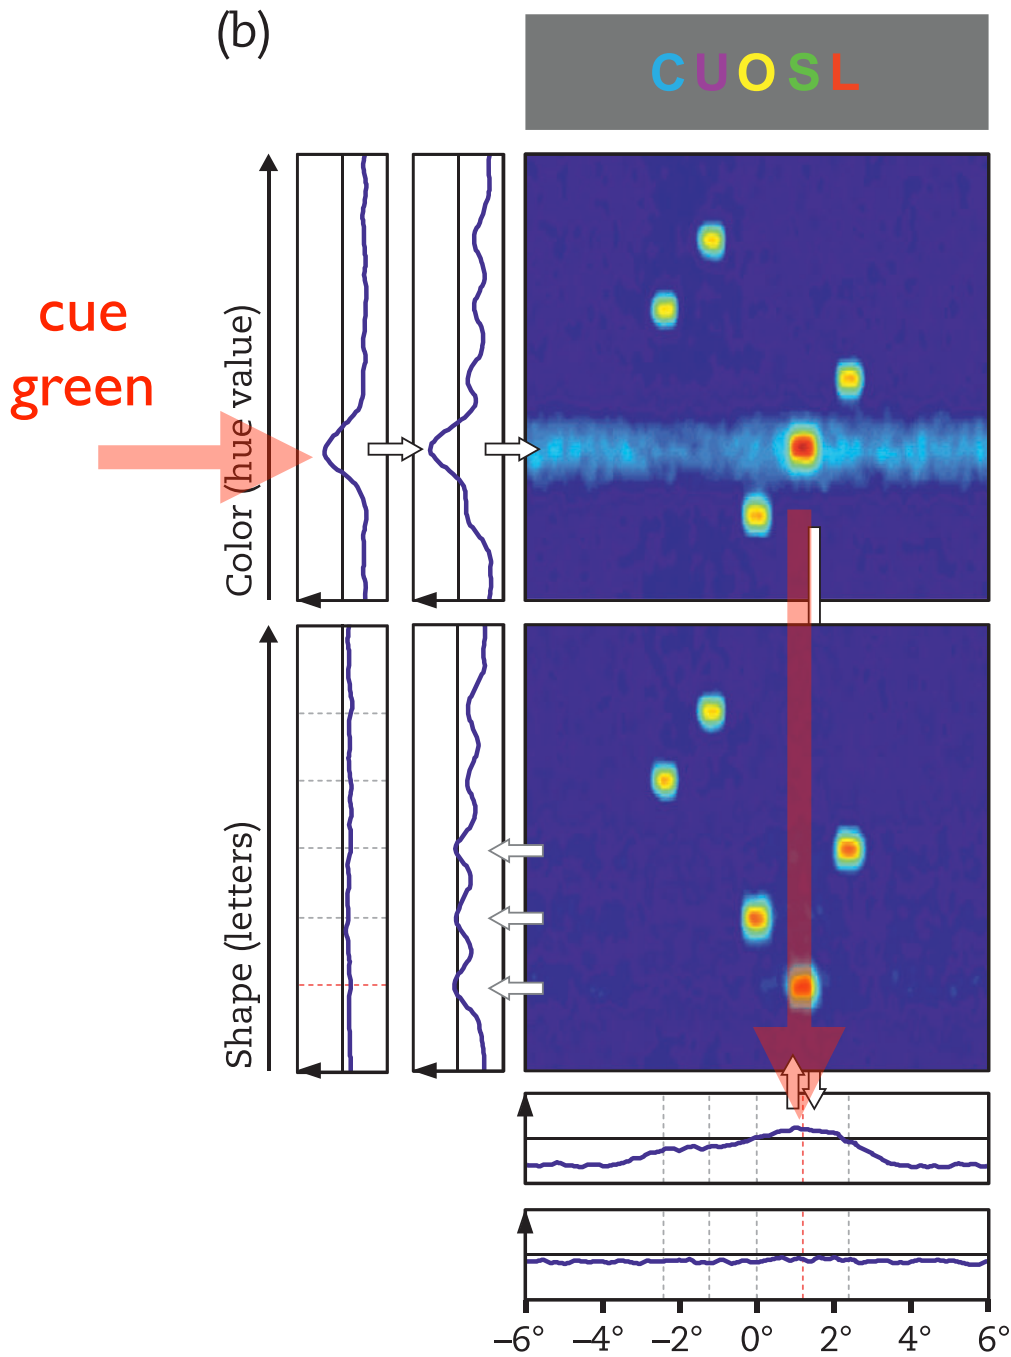 (b)
CUOSL
cue
green
Color (hue value)
Shape (letters)
−6° −4° −2° 0° 2° 4° 6°